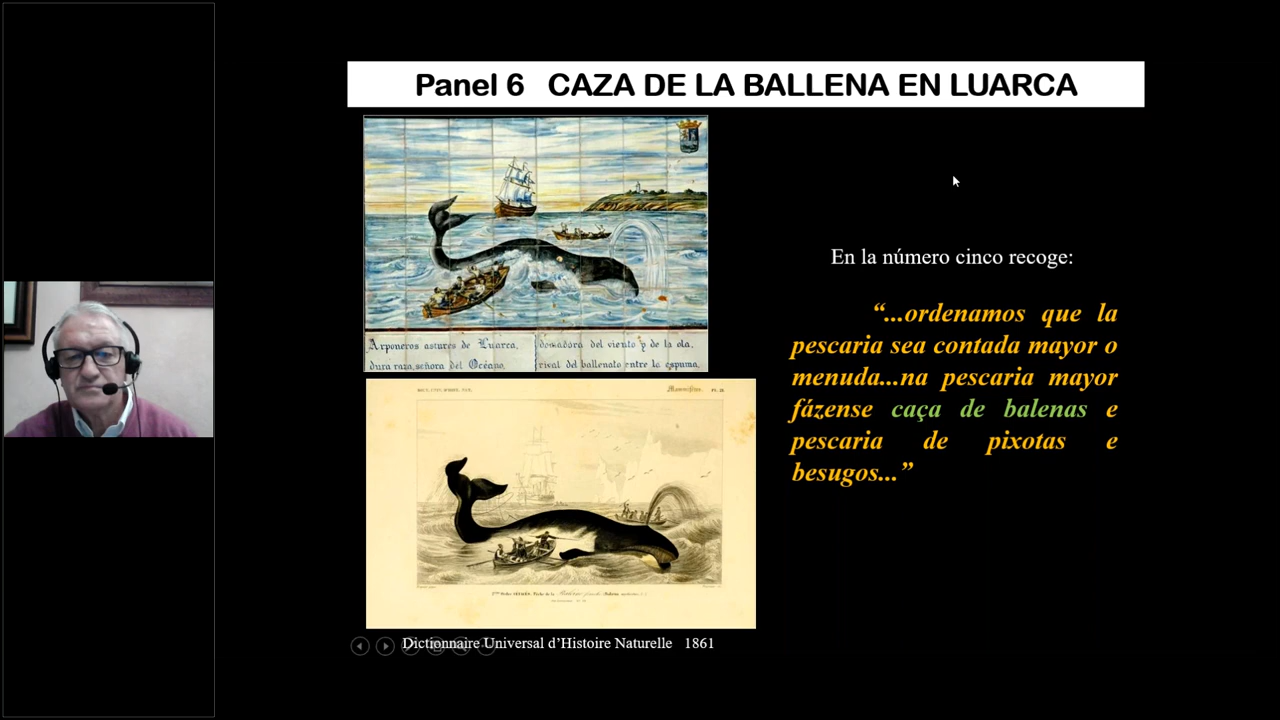 Panel 6 CAZA DE LA BALLENA EN LUARCA
Arponeros astures de Luarca,
dura raza, señora del Océano,
domadora del viento y de la ola,
rival del ballenato entre la espuma.
Mammifères.
Dictionnaire Universal d’Histoire Naturelle 1861
En la número cinco recoge:
“...ordenamos que la
pescaria sea contada mayor o
menuda...na pescaria mayor
fázense caça de balenas e
pescaria de pixotas e
besugos...”